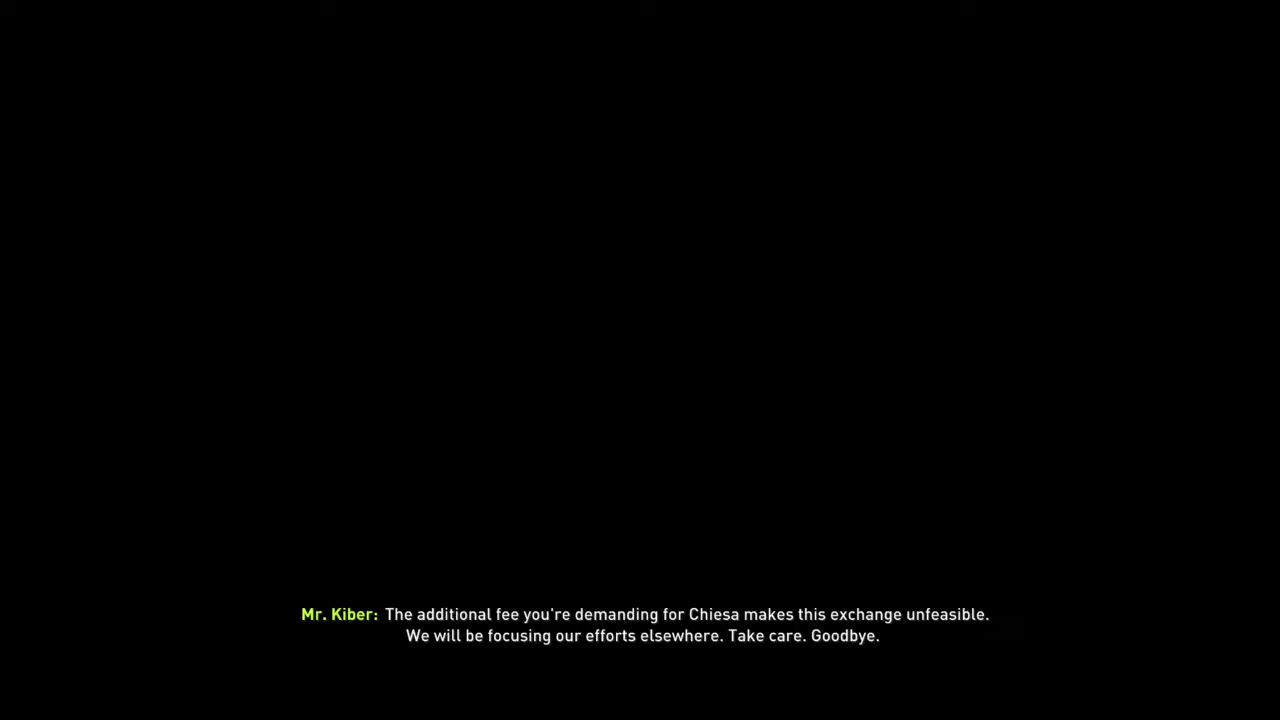 Mr. Kiber: The additional fee you're demanding for Chiesa makes this exchange unfeasible.
We will be focusing our efforts elsewhere. Take care. Goodbye.